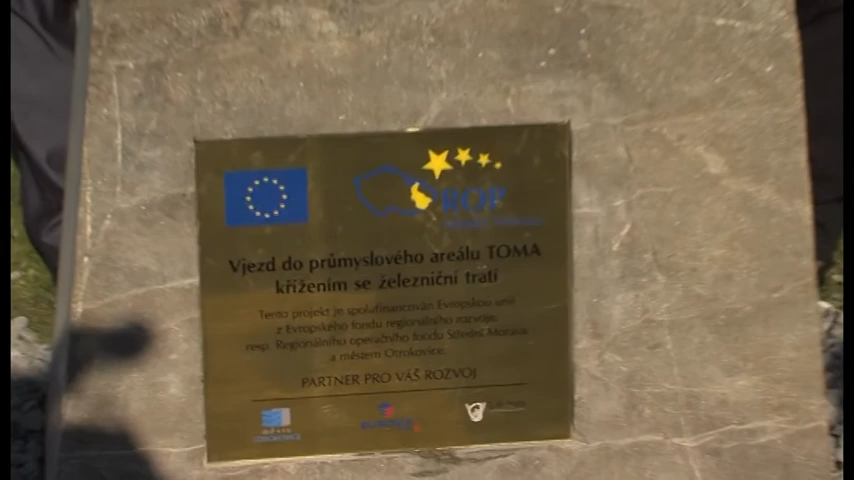 ROP
Vjezd do průmyslového areálu TOMA
křížením se železniční tratí
Tento projekt je spolufinancován Evropskou unií
z Evropského fondu regionálního rozvoje,
resp. Regionálního operačního fondu Střední Morava
a městem Otrokovice.
PARTNER PRO VÁŠ ROZVOJ